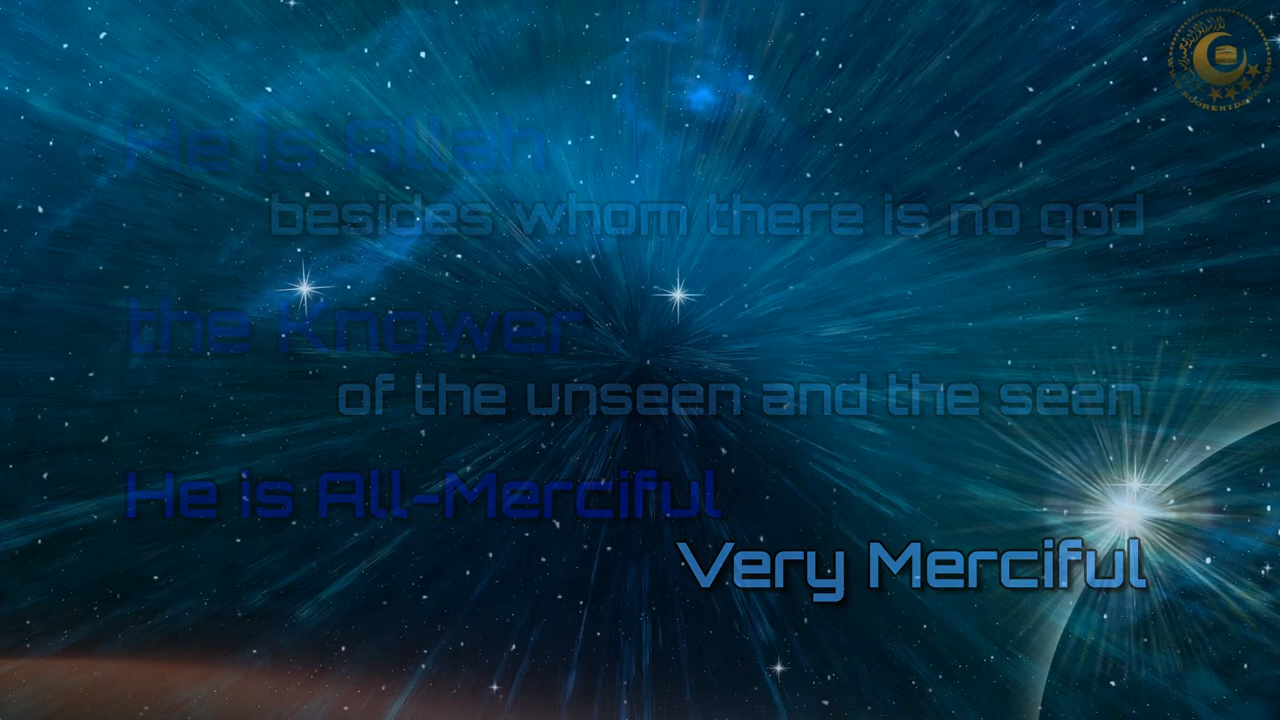 He is Allah
besides whom there is no god
the Knower
of the unseen and the seen
He is All-Merciful
Very Merciful